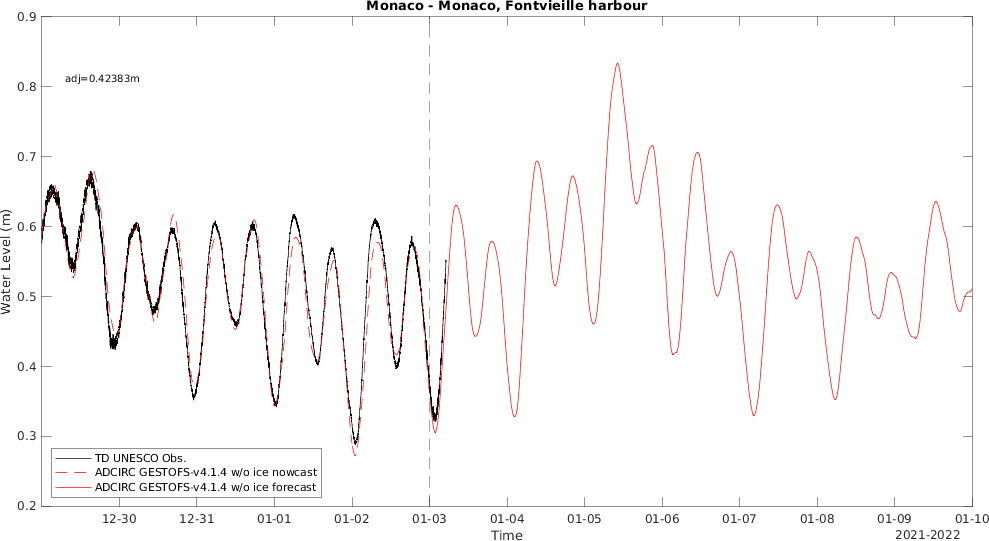 Monaco - Monaco, Fontvieille harbour
0.9
adj=0.42383m
0.8
0.7
0.6
Water Level (m)
0.5
0.4
0.3
TD UNESCO Obs.
ADCIRC GESTOFS-v4.1.4 w/o ice nowcast
ADCIRC GESTOFS-v4.1.4 w/o ice forecast
0.2
12-30 12-31 01-01 01-02 01-03 01-04 01-05 01-06 01-07 01-08 01-09 01-10
Time
2021-2022